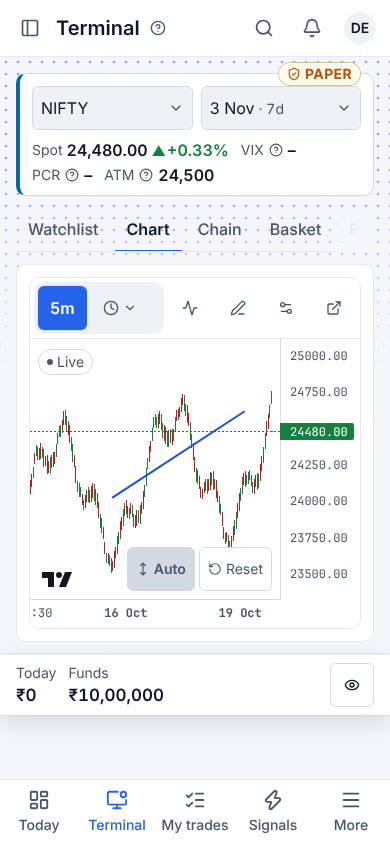 Terminal
DE
PAPER
NIFTY
3 Nov · 7d
Spot 24,480.00 ▲+0.33% VIX –
PCR – ATM 24,500
Watchlist Chart Chain Basket
5m
Live
25000.00
24750.00
24480.00
24250.00
24000.00
23750.00
23500.00
Auto Reset
:30 16 Oct 19 Oct
Today Funds
₹0 ₹10,00,000
Today Terminal My trades Signals More